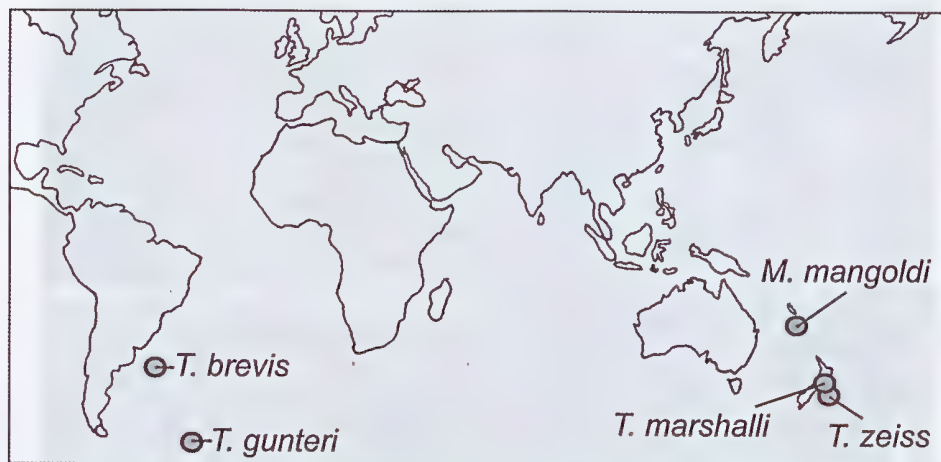 M. mangoldi
T. brevis
T. marshalli
T. zeiss
T. gunteri